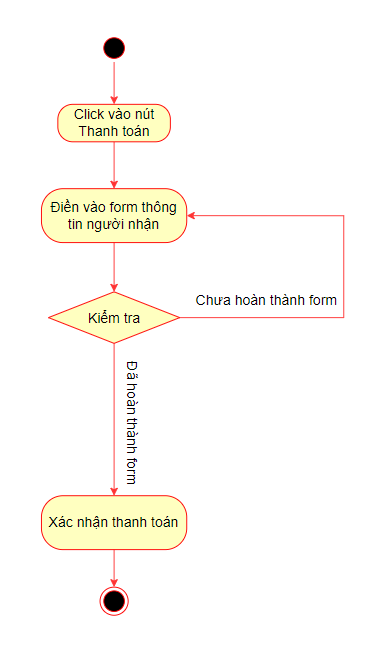 Click vào nút
Thanh toán
Điền vào form thông
tin người nhận
Chưa hoàn thành form
Kiểm tra
Đã hoàn thành form
Xác nhận thanh toán